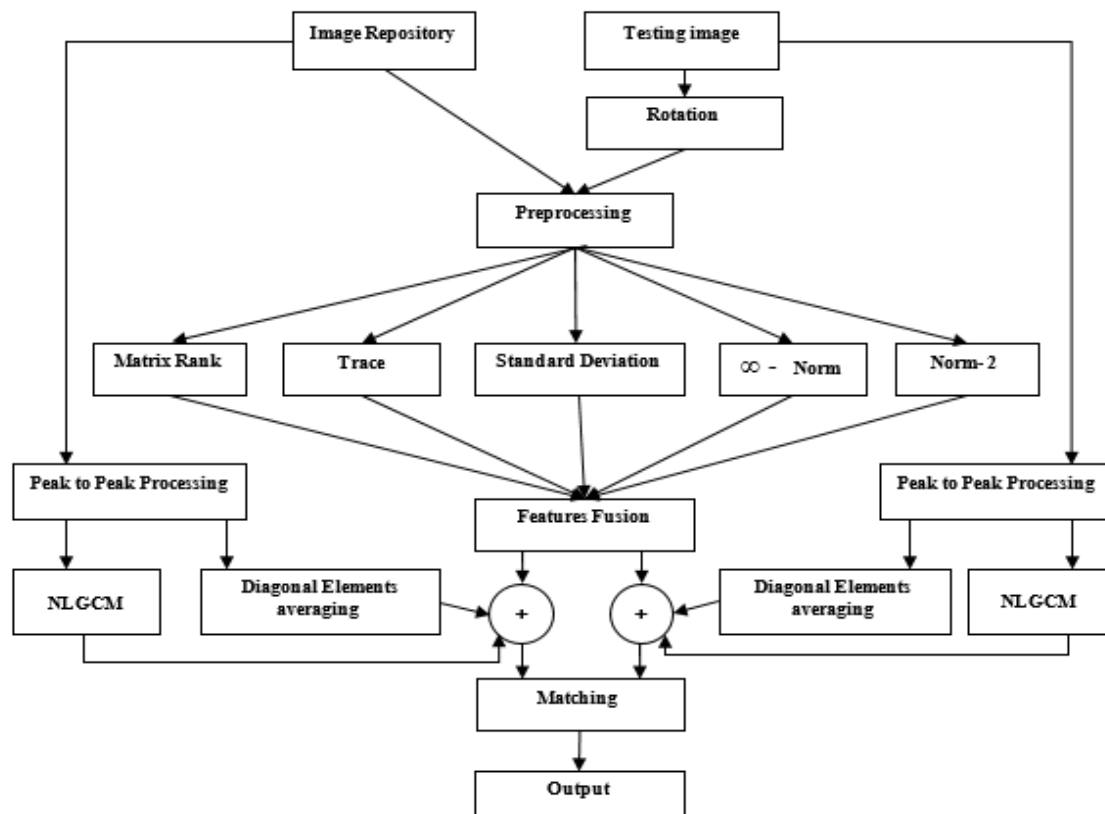 Image Repository
Testing image
Rotation
Preprocessing
Matrix Rank
Trace
Standard Deviation
∞ - Norm
Norm- 2
Peak to Peak Processing
Peak to Peak Processing
Features Fusion
NLGCM
Diagonal Elements
averaging
+
+
Diagonal Elements
averaging
NLGCM
Matching
Output